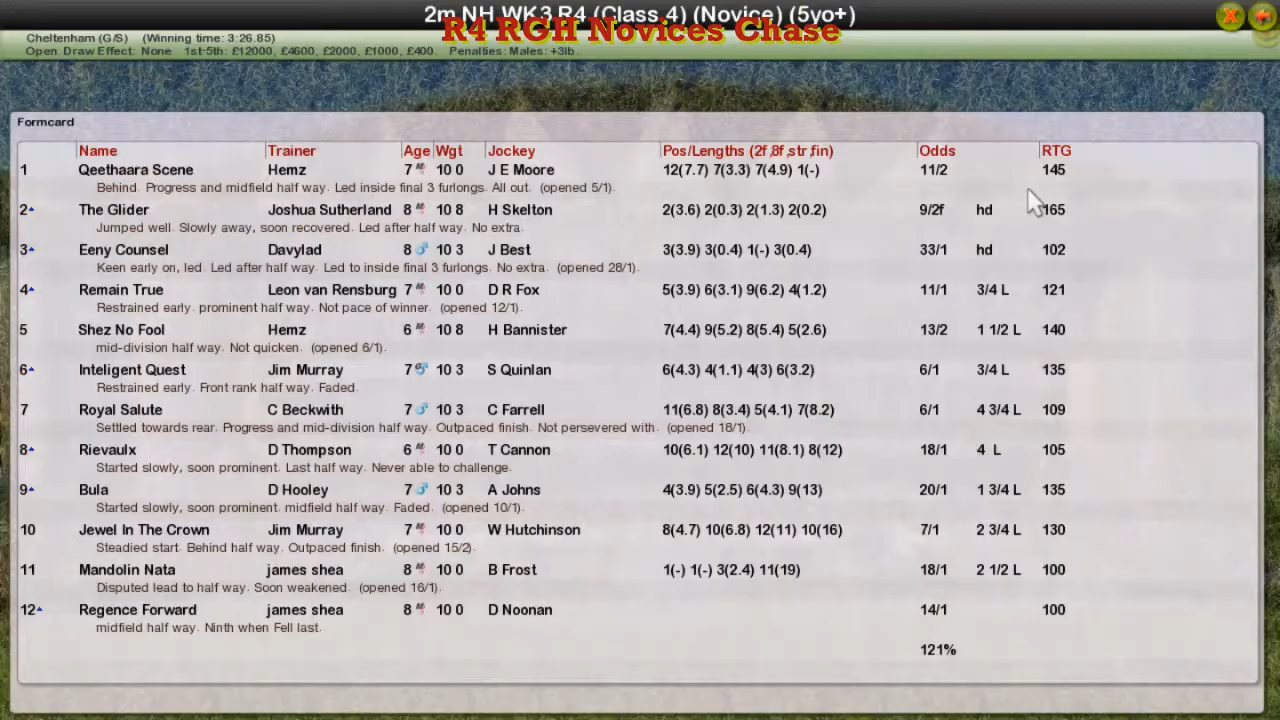 2m NH WK3 R4 (Class 4) (Novice) (5yo+)
R4 RGH Novices Chase
Cheltenham (G/S) (Winning time: 3:26.85)
Open. Draw Effect: None 1st-5th: £12000, £4600, £2000, £1000, £400. Penalties: Males: +3lb.
Formcard
Name Trainer Age Wgt Jockey Pos/Lengths (2f,8f,str,fin) Odds RTG
1 Qeethaara Scene Hemz 7 10 0 J E Moore 12(7.7) 7(3.3) 7(4.9) 1(-) 11/2 145
Behind. Progress and midfield half way. Led inside final 3 furlongs. All out. (opened 5/1).
2 The Glider Joshua Sutherland 8 10 8 H Skelton 2(3.6) 2(0.3) 2(1.3) 2(0.2) 9/2f hd 165
Jumped well. Slowly away, soon recovered. Led after half way. No extra.
3 Eeny Counsel Davylad 8 10 3 J Best 3(3.9) 3(0.4) 1(-) 3(0.4) 33/1 hd 102
Keen early on, led. Led after half way. Led to inside final 3 furlongs. No extra. (opened 28/1).
4 Remain True Leon van Rensburg 7 10 0 D R Fox 5(3.9) 6(3.1) 9(6.2) 4(1.2) 11/1 3/4 L 121
Restrained early. prominent half way. Not pace of winner. (opened 12/1).
5 Shez No Fool Hemz 6 10 8 H Bannister 7(4.4) 9(5.2) 8(5.4) 5(2.6) 13/2 1 1/2 L 140
mid-division half way. Not quicken. (opened 6/1).
6 Inteligent Quest Jim Murray 7 10 3 S Quinlan 6(4.3) 4(1.1) 4(3) 6(3.2) 6/1 3/4 L 135
Restrained early. Front rank half way. Faded.
7 Royal Salute C Beckwith 7 10 3 C Farrell 11(6.8) 8(3.4) 5(4.1) 7(8.2) 6/1 4 3/4 L 109
Settled towards rear. Progress and mid-division half way. Outpaced finish. Not persevered with. (opened 18/1).
8 Rievaulx D Thompson 6 10 0 T Cannon 10(6.1) 12(10) 11(8.1) 8(12) 18/1 4 L 105
Started slowly, soon prominent. Last half way. Never able to challenge.
9 Bula D Hooley 7 10 3 A Johns 4(3.9) 5(2.5) 6(4.3) 9(13) 20/1 1 3/4 L 135
Started slowly, soon prominent. midfield half way. Faded. (opened 10/1).
10 Jewel In The Crown Jim Murray 7 10 0 W Hutchinson 8(4.7) 10(6.8) 12(11) 10(16) 7/1 2 3/4 L 130
Steadied start. Behind half way. Outpaced finish. (opened 15/2).
11 Mandolin Nata james shea 8 10 0 B Frost 1(-) 1(-) 3(2.4) 11(19) 18/1 2 1/2 L 100
Disputed lead to half way. Soon weakened. (opened 16/1).
12 Regence Forward james shea 8 10 0 D Noonan 14/1 100
midfield half way. Ninth when Fell last.
121%